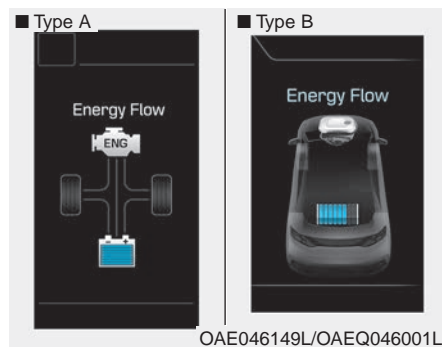 ■ Type A
■ Type B
Energy Flow
ENG
- +
Energy Flow
OAE046149L/OAEQ046001L